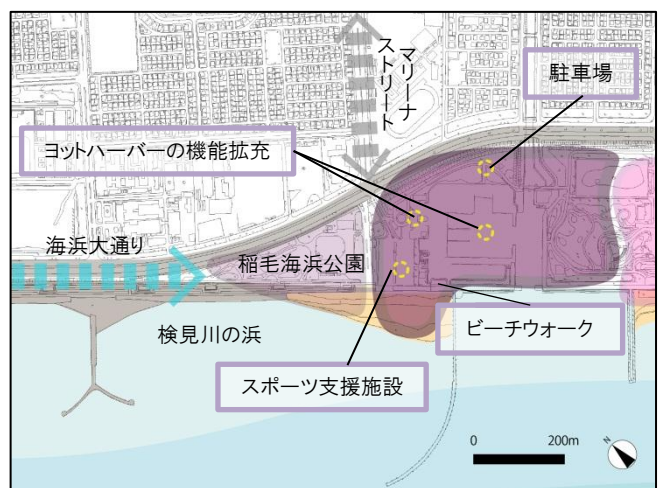 マリーナ
ストリート
駐車場
ヨットハーバーの機能拡充
海浜大通り
稲毛海浜公園
検見川の浜
ビーチウォーク
スポーツ支援施設
0 200m
N